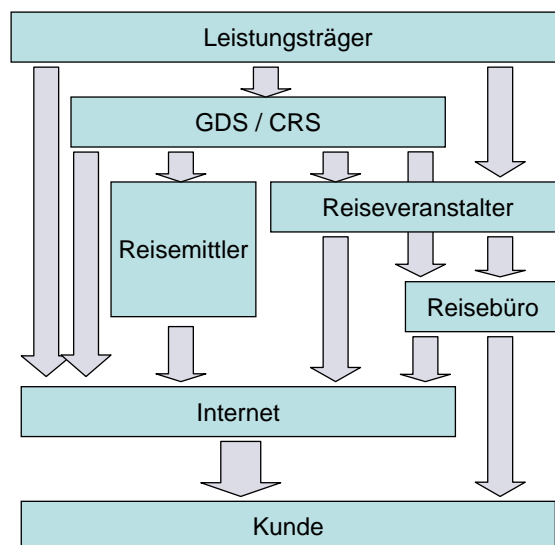 Leistungsträger
GDS / CRS
Reiseveranstalter
Reisemittler
Reisebüro
Internet
Kunde